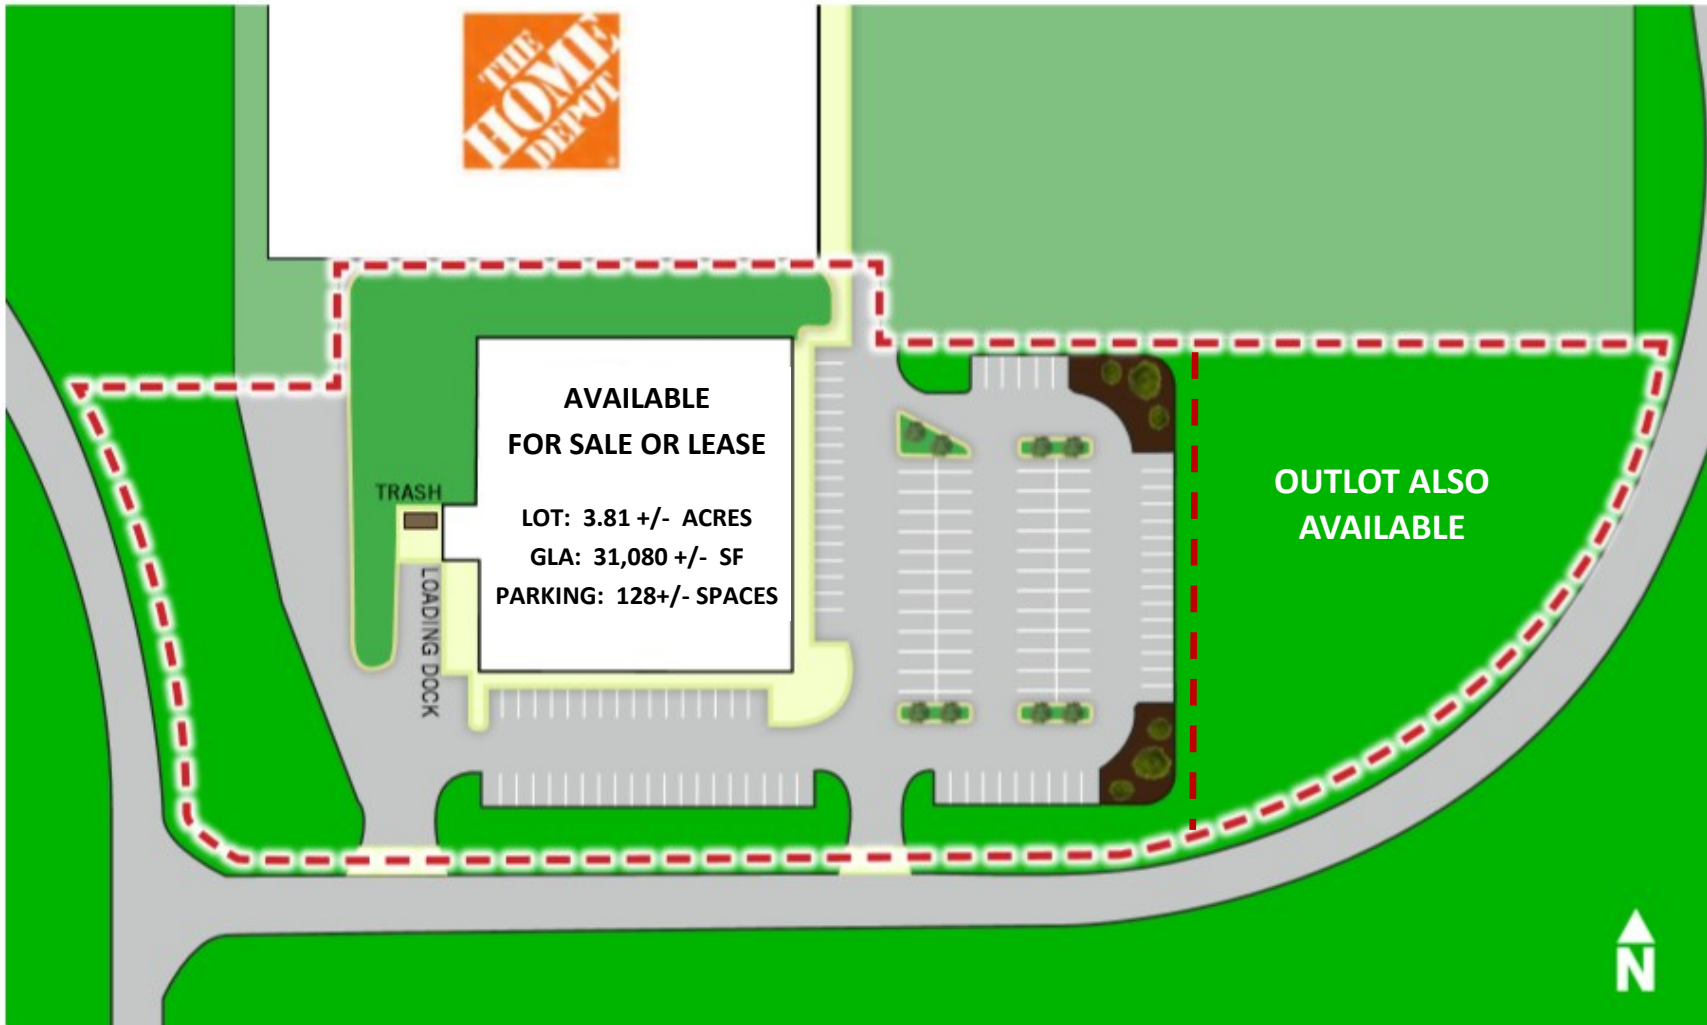 THE
HOME
DEPOT
AVAILABLE
FOR SALE OR LEASE
LOT: 3.81 +/- ACRES
GLA: 31,080 +/- SF
PARKING: 128+/- SPACES
TRASH
LOADING DOCK
OUTLOT ALSO
AVAILABLE
N